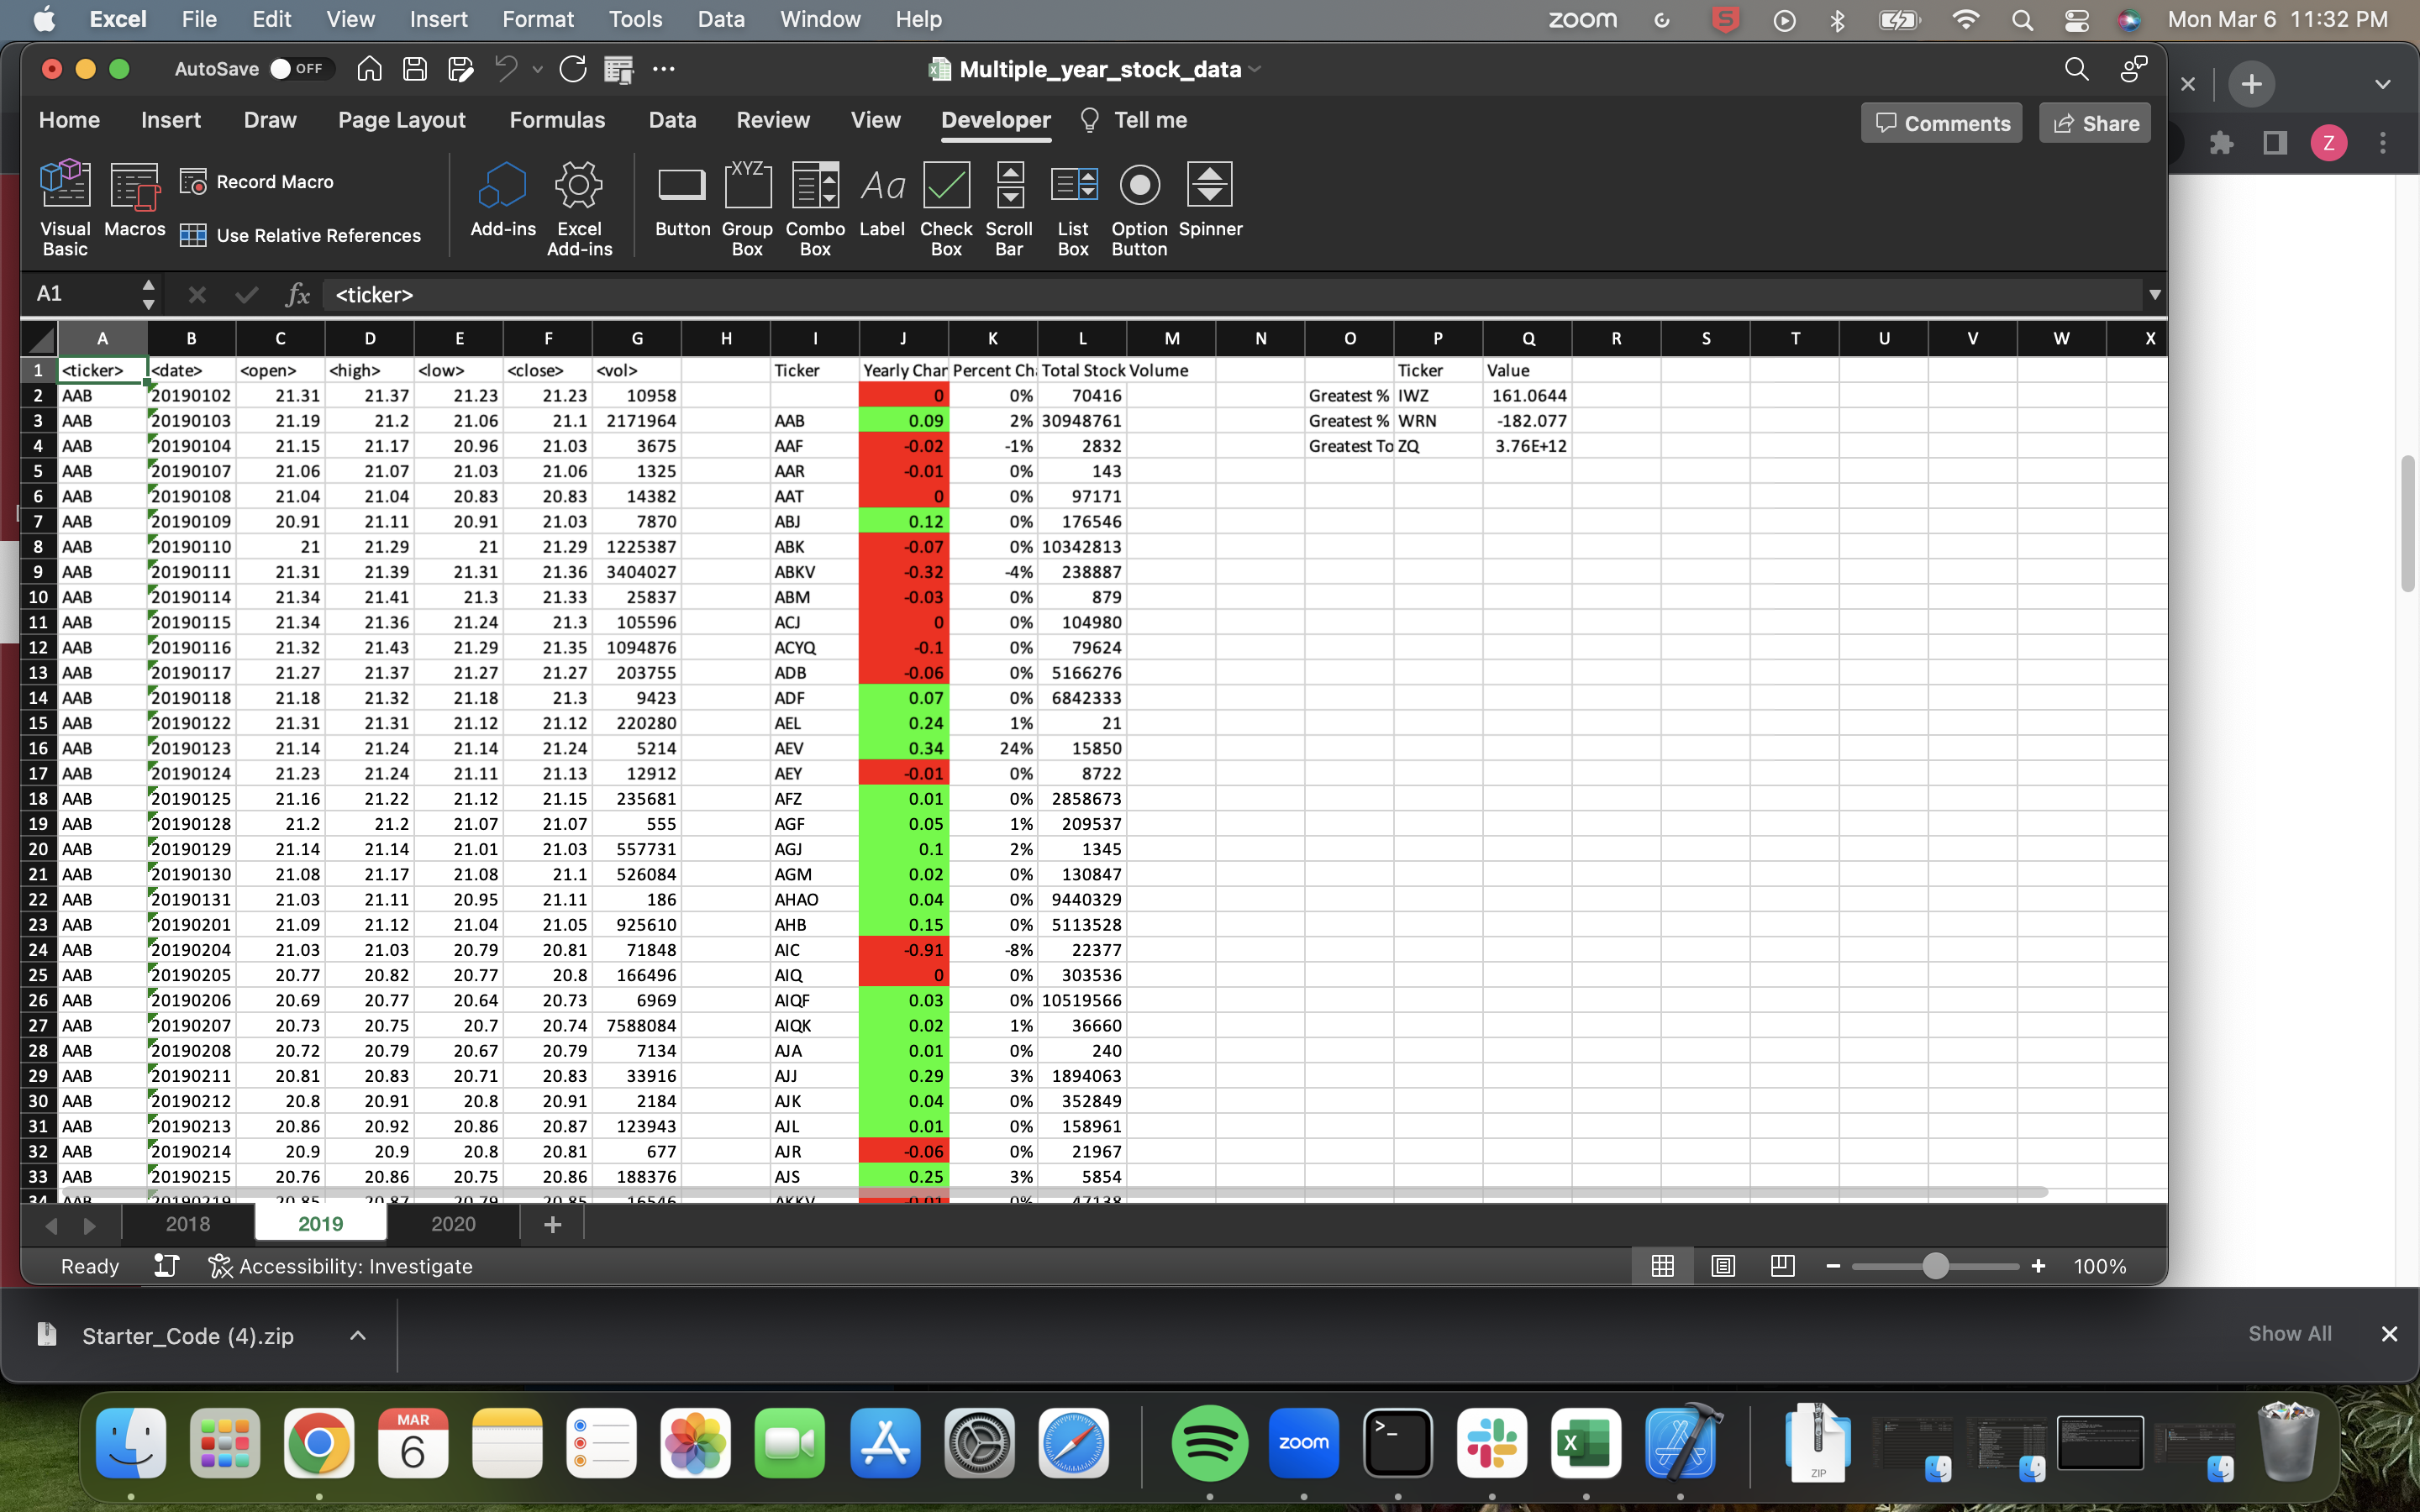 Excel File Edit View Insert Format Tools Data Window Help zoom Mon Mar 6 11:32 PM
AutoSave OFF Multiple_year_stock_data
Home Insert Draw Page Layout Formulas Data Review View Developer Tell me Comments Share
Z
Visual Basic Macros Record Macro Use Relative References Add-ins Excel Add-ins Button XYZ Group Box Combo Box Aa Label Check Box Scroll Bar List Box Option Button Spinner
A1 fx <ticker>
A B C D E F G H I J K L M N O P Q R S T U V W X
1 <ticker> <date> <open> <high> <low> <close> <vol> Ticker Yearly Char Percent Ch Total Stock Volume Ticker Value
2 AAB 20190102 21.31 21.37 21.23 21.23 10958 0 0% 70416 Greatest % IWZ 161.0644
3 AAB 20190103 21.19 21.2 21.06 21.1 2171964 AAB 0.09 2% 30948761 Greatest % WRN -182.077
4 AAB 20190104 21.15 21.17 20.96 21.03 3675 AAF -0.02 -1% 2832 Greatest To ZQ 3.76E+12
5 AAB 20190107 21.06 21.07 21.03 21.06 1325 AAR -0.01 0% 143
6 AAB 20190108 21.04 21.04 20.83 20.83 14382 AAT 0 0% 97171
7 AAB 20190109 20.91 21.11 20.91 21.03 7870 ABJ 0.12 0% 176546
8 AAB 20190110 21 21.29 21 21.29 1225387 ABK -0.07 0% 10342813
9 AAB 20190111 21.31 21.39 21.31 21.36 3404027 ABKV -0.32 -4% 238887
10 AAB 20190114 21.34 21.41 21.3 21.33 25837 ABM -0.03 0% 879
11 AAB 20190115 21.34 21.36 21.24 21.3 105596 ACJ 0 0% 104980
12 AAB 20190116 21.32 21.43 21.29 21.35 1094876 ACYQ -0.1 0% 79624
13 AAB 20190117 21.27 21.37 21.27 21.27 203755 ADB -0.06 0% 5166276
14 AAB 20190118 21.18 21.32 21.18 21.3 9423 ADF 0.07 0% 6842333
15 AAB 20190122 21.31 21.31 21.12 21.12 220280 AEL 0.24 1% 21
16 AAB 20190123 21.14 21.24 21.14 21.24 5214 AEV 0.34 24% 15850
17 AAB 20190124 21.23 21.24 21.11 21.13 12912 AEY -0.01 0% 8722
18 AAB 20190125 21.16 21.22 21.12 21.15 235681 AFZ 0.01 0% 2858673
19 AAB 20190128 21.2 21.2 21.07 21.07 555 AGF 0.05 1% 209537
20 AAB 20190129 21.14 21.14 21.01 21.03 557731 AGJ 0.1 2% 1345
21 AAB 20190130 21.08 21.17 21.08 21.1 526084 AGM 0.02 0% 130847
22 AAB 20190131 21.03 21.11 20.95 21.11 186 AHAO 0.04 0% 9440329
23 AAB 20190201 21.09 21.12 21.04 21.05 925610 AHB 0.15 0% 5113528
24 AAB 20190204 21.03 21.03 20.79 20.81 71848 AIC -0.91 -8% 22377
25 AAB 20190205 20.77 20.82 20.77 20.8 166496 AIQ 0 0% 303536
26 AAB 20190206 20.69 20.77 20.64 20.73 6969 AIQF 0.03 0% 10519566
27 AAB 20190207 20.73 20.75 20.7 20.74 7588084 AIQK 0.02 1% 36660
28 AAB 20190208 20.72 20.79 20.67 20.79 7134 AJA 0.01 0% 240
29 AAB 20190211 20.81 20.83 20.71 20.83 33916 AJJ 0.29 3% 1894063
30 AAB 20190212 20.8 20.91 20.8 20.91 2184 AJK 0.04 0% 352849
31 AAB 20190213 20.86 20.92 20.86 20.87 123943 AJL 0.01 0% 158961
32 AAB 20190214 20.9 20.9 20.8 20.81 677 AJR -0.06 0% 21967
33 AAB 20190215 20.76 20.86 20.75 20.86 188376 AJS 0.25 3% 5854
34 AAB 20190219 20.85 20.87 20.79 20.85 16546 AKKV -0.01 0% 47138
2018 2019 2020 +
Ready Accessibility: Investigate 100%
Starter_Code (4).zip Show All
MAR 6 zoom ZIP